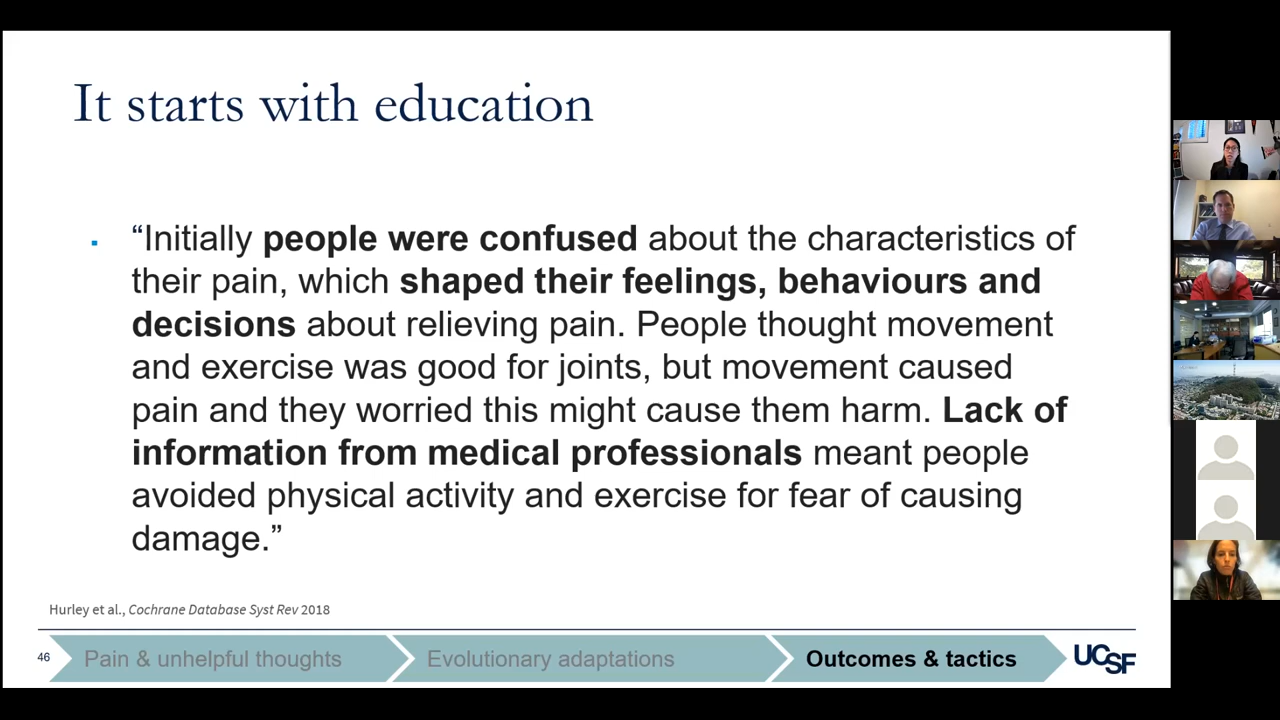 It starts with education
▪ “Initially people were confused about the characteristics of
their pain, which shaped their feelings, behaviours and
decisions about relieving pain. People thought movement
and exercise was good for joints, but movement caused
pain and they worried this might cause them harm. Lack of
information from medical professionals meant people
avoided physical activity and exercise for fear of causing
damage.”
Hurley et al., Cochrane Database Syst Rev 2018
46
Pain & unhelpful thoughts
Evolutionary adaptations
Outcomes & tactics
UCSF